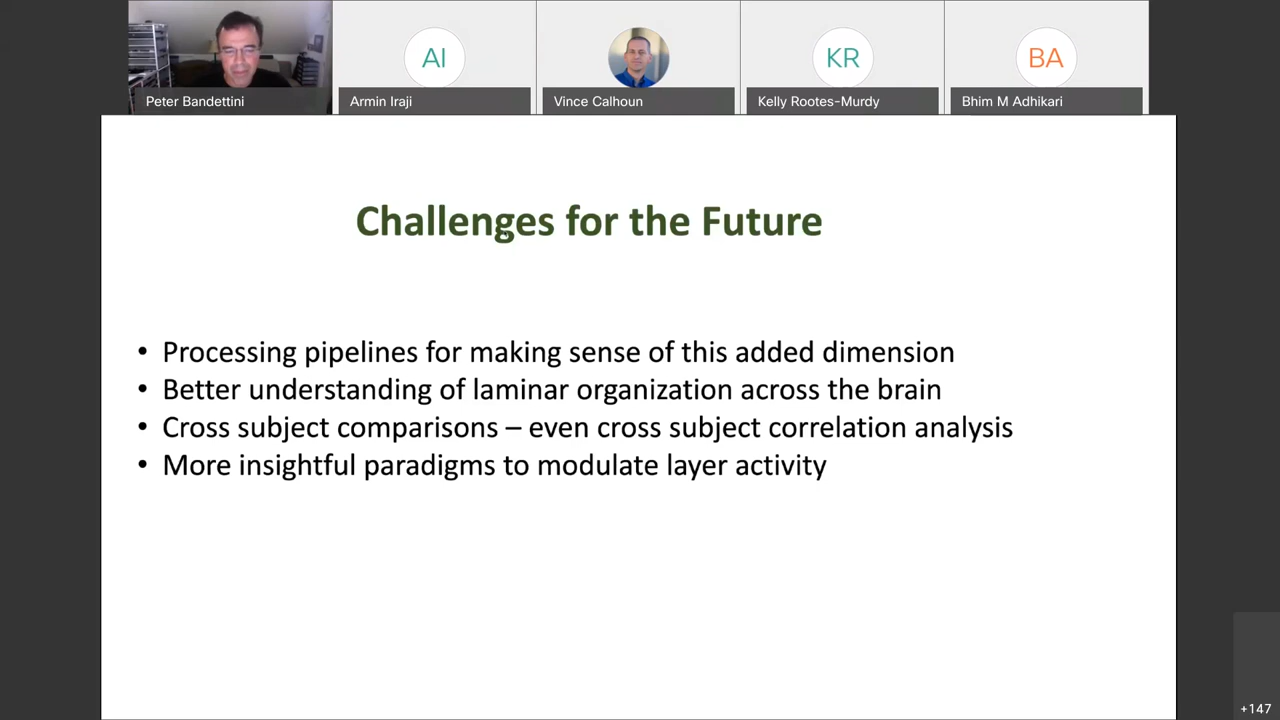 AI
KR
BA
Peter Bandettini
Armin Iraji
Vince Calhoun
Kelly Rootes-Murdy
Bhim M Adhikari
Challenges for the Future
• Processing pipelines for making sense of this added dimension
• Better understanding of laminar organization across the brain
• Cross subject comparisons – even cross subject correlation analysis
• More insightful paradigms to modulate layer activity
+147